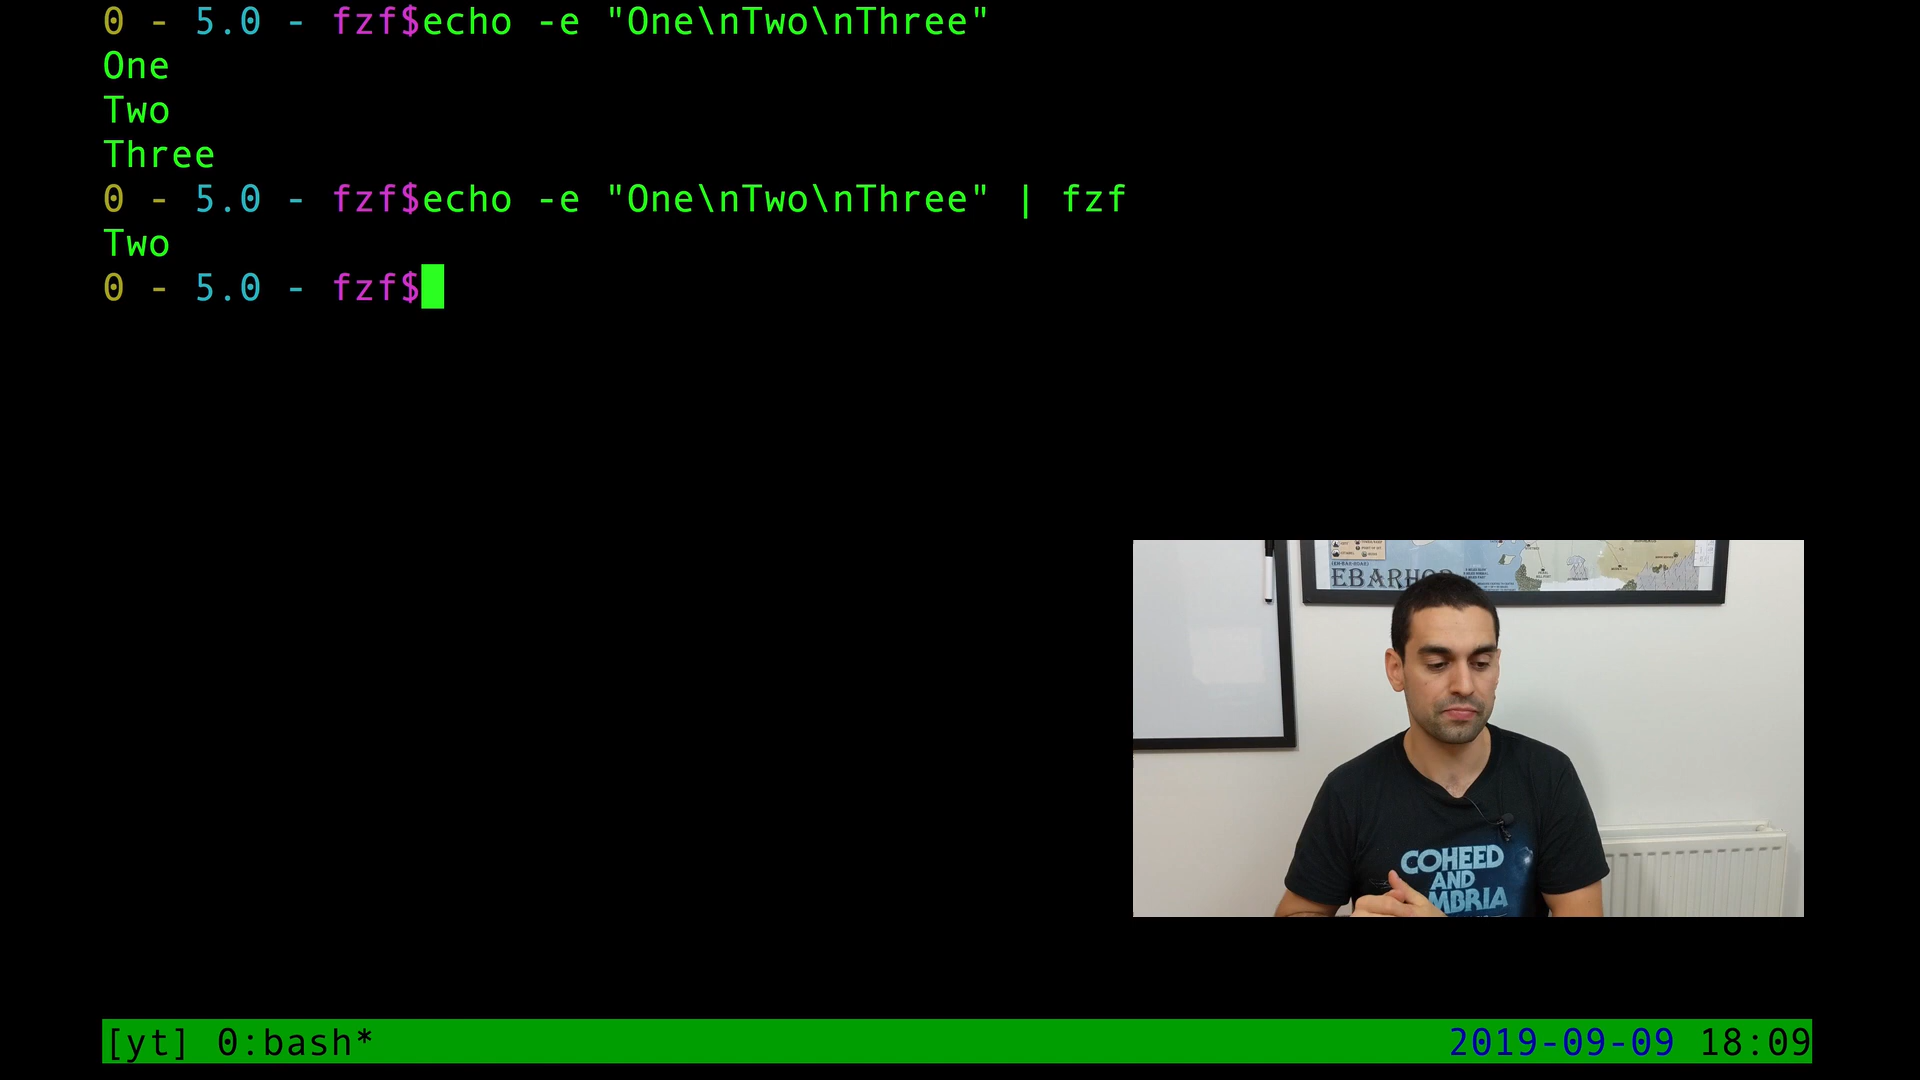 0 - 5.0 - fzf$echo -e "One\nTwo\nThree"
One
Two
Three
0 - 5.0 - fzf$echo -e "One\nTwo\nThree" | fzf
Two
0 - 5.0 - fzf$
EBARHO
COHEED
AND
MBRIA
[yt] 0:bash* 2019-09-09 18:09